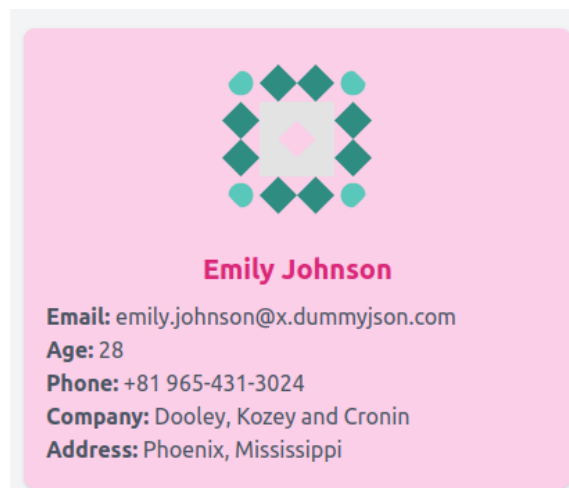 Emily Johnson
Email: emily.johnson@x.dummyjson.com
Age: 28
Phone: +81 965-431-3024
Company: Dooley, Kozey and Cronin
Address: Phoenix, Mississippi